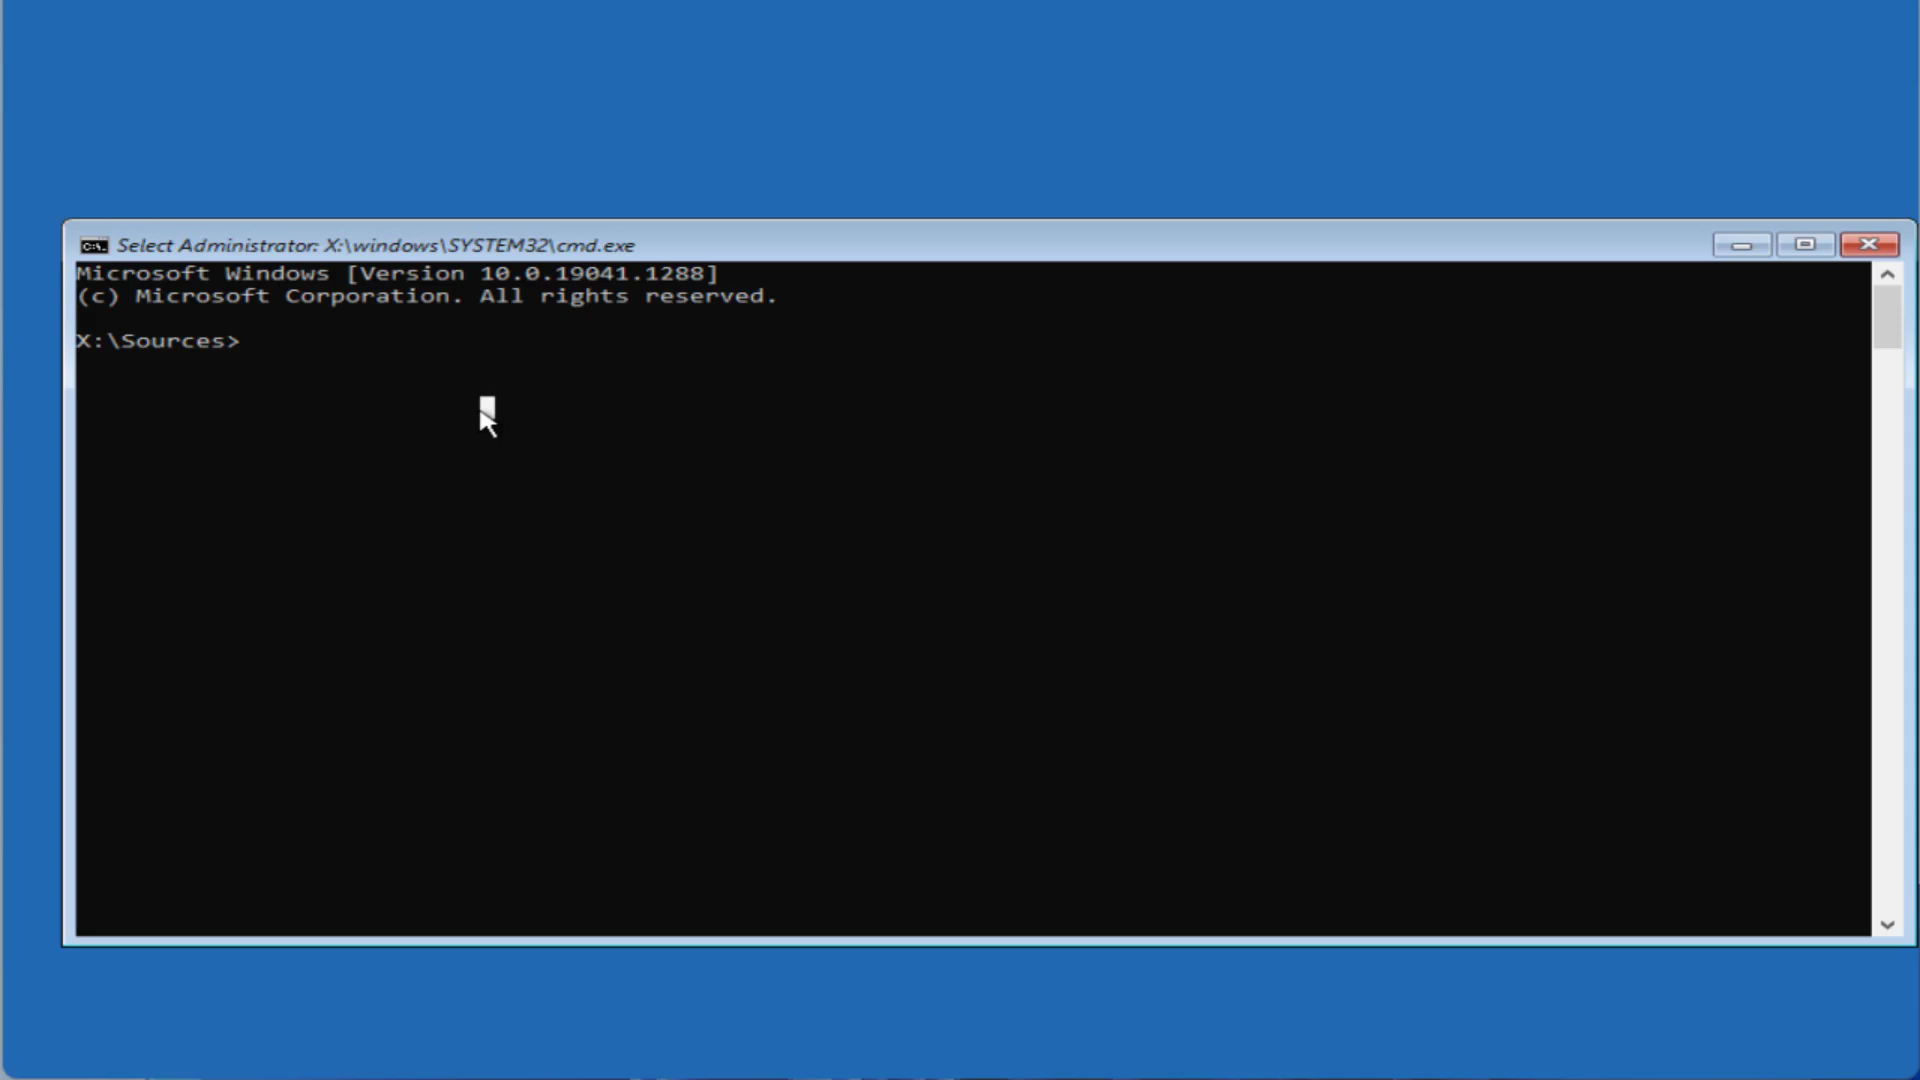 Select Administrator: X:\windows\SYSTEM32\cmd.exe
Microsoft Windows [Version 10.0.19041.1288]
(c) Microsoft Corporation. All rights reserved.
X:\Sources>